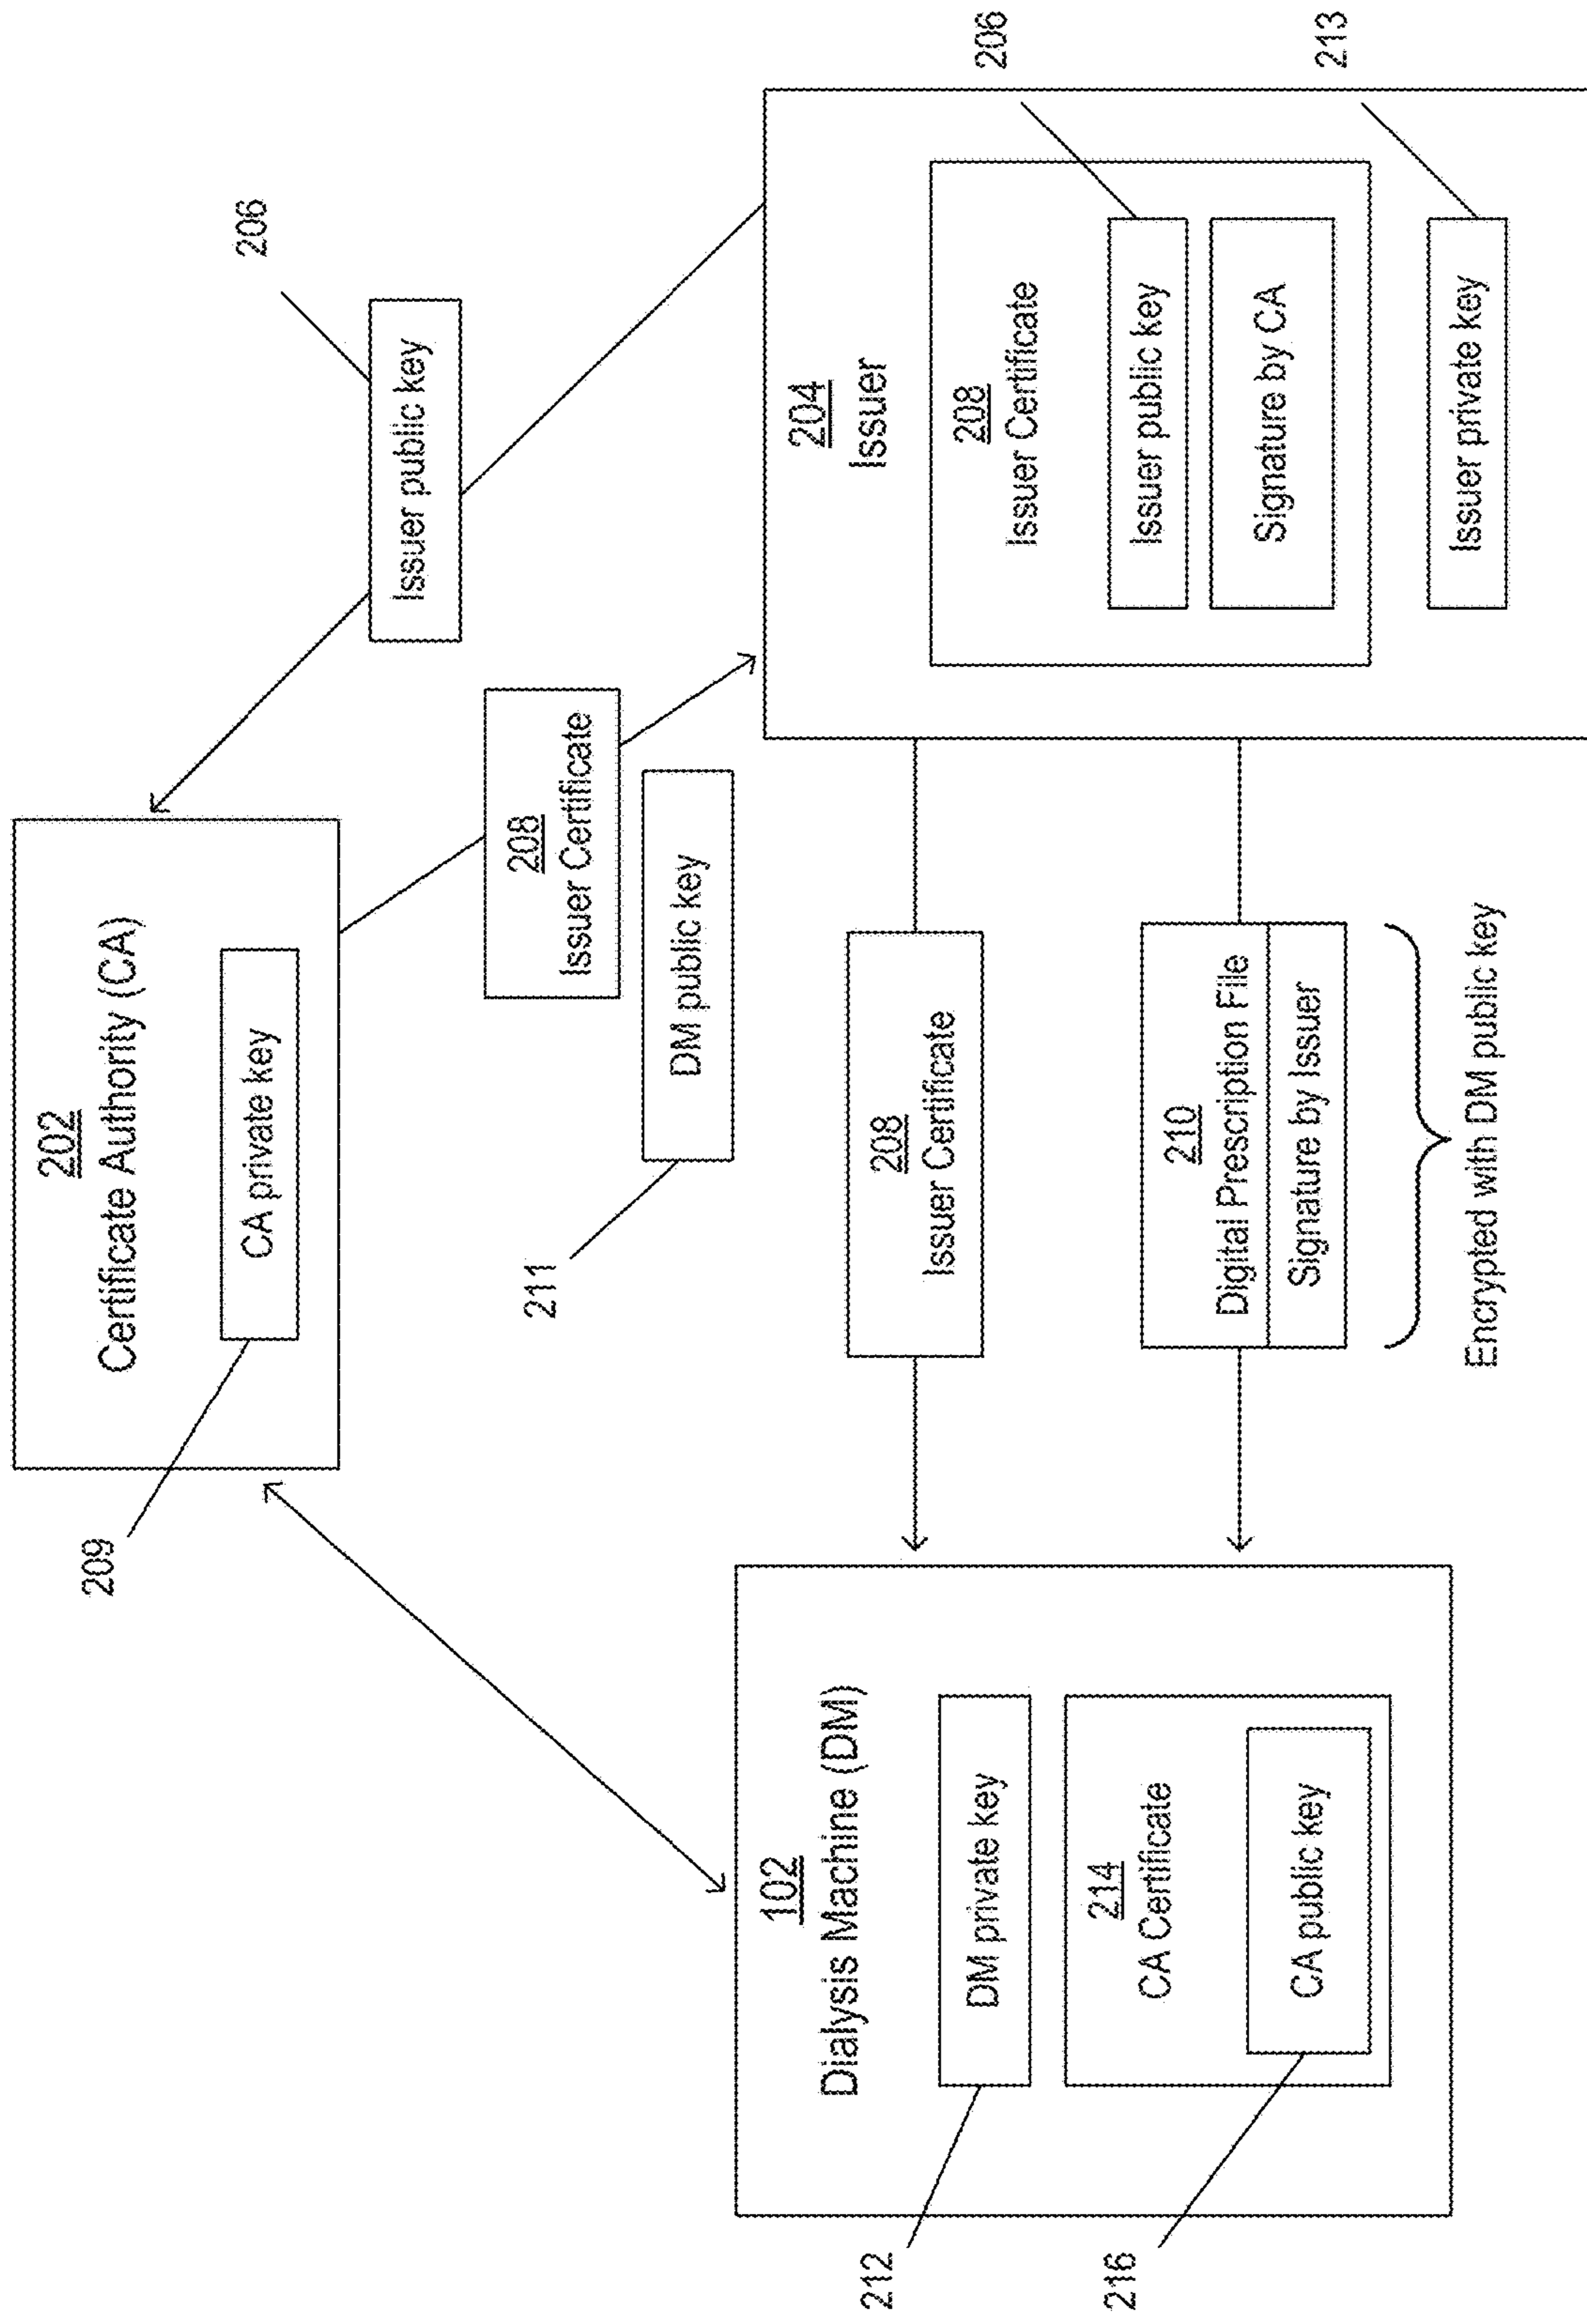 202
Certificate Authority (CA)
CA private key
209
206
Issuer public key
208
Issuer Certificate
DM public key
211
102
Dialysis Machine (DM)
DM private key
212
214
CA Certificate
CA public key
216
208
Issuer Certificate
210
Digital Prescription File
Signature by Issuer
Encrypted with DM public key
204
Issuer
208
Issuer Certificate
Issuer public key
206
Signature by CA
Issuer private key
213